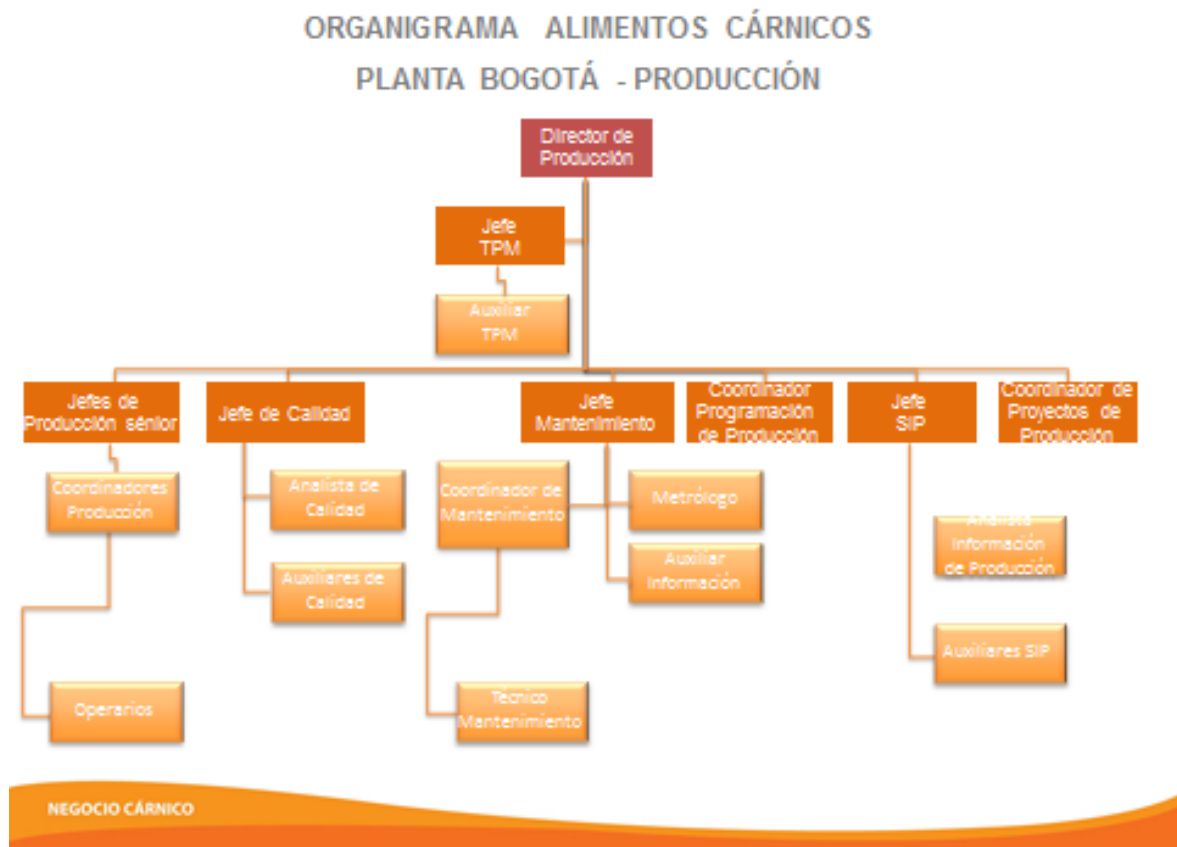 ORGANIGRAMA ALIMENTOS CÁRNICOS
PLANTA BOGOTÁ - PRODUCCIÓN
Director de
Producción
Jefe
TPM
Auxiliar
TPM
Jefes de
Producción sénior
Jefe de Calidad
Jefe
Mantenimiento
Coordinador
Programación
de Producción
Jefe
SIP
Coordinador de
Proyectos de
Producción
Coordinadores
Producción
Analista de
Calidad
Coordinador de
Mantenimiento
Metrólogo
Analista
Información
de Producción
Auxiliares de
Calidad
Auxiliar
Información
Auxiliares SIP
Operarios
Técnico
Mantenimiento
NEGOCIO CÁRNICO